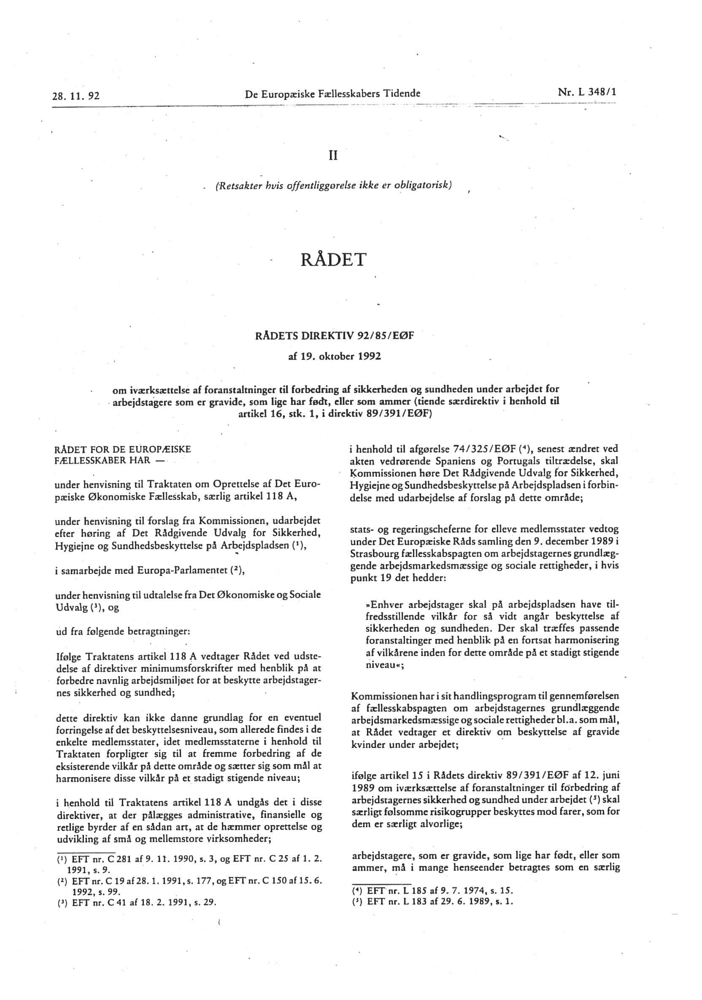 28. 11. 92
De Europæiske Fællesskabers Tidende
Nr. L 348/1
II
(Retsakter hvis offentliggørelse ikke er obligatorisk)
RÅDET
RÅDETS DIREKTIV 92/85/EØF
af 19. oktober 1992
om iværksættelse af foranstaltninger til forbedring af sikkerheden og sundheden under arbejdet for
arbejdstagere som er gravide, som lige har født, eller som ammer (tiende særdirektiv i henhold til
artikel 16, stk. 1, i direktiv 89/391/EØF)
RÅDET FOR DE EUROPÆISKE
FÆLLESSKABER HAR —
under henvisning til Traktaten om Oprettelse af Det Euro-
pæiske Økonomiske Fællesskab, særlig artikel 118 A,
under henvisning til forslag fra Kommissionen, udarbejdet
efter høring af Det Rådgivende Udvalg for Sikkerhed,
Hygiejne og Sundhedsbeskyttelse på Arbejdspladsen (¹),
i samarbejde med Europa-Parlamentet (²),
under henvisning til udtalelse fra Det Økonomiske og Sociale
Udvalg (³), og
ud fra følgende betragtninger:
Ifølge Traktatens artikel 118 A vedtager Rådet ved udste-
delse af direktiver minimumsforskrifter med henblik på at
forbedre navnlig arbejdsmiljøet for at beskytte arbejdstager-
nes sikkerhed og sundhed;
dette direktiv kan ikke danne grundlag for en eventuel
forringelse af det beskyttelsesniveau, som allerede findes i de
enkelte medlemsstater, idet medlemsstaterne i henhold til
Traktaten forpligter sig til at fremme forbedring af de
eksisterende vilkår på dette område og sætter sig som mål at
harmonisere disse vilkår på et stadigt stigende niveau;
i henhold til Traktatens artikel 118 A undgås det i disse
direktiver, at der pålægges administrative, finansielle og
retlige byrder af en sådan art, at de hæmmer oprettelse og
udvikling af små og mellemstore virksomheder;
(¹) EFT nr. C 281 af 9. 11. 1990, s. 3, og EFT nr. C 25 af 1. 2.
1991, s. 9.
(²) EFT nr. C 19 af 28. 1. 1991, s. 177, og EFT nr. C 150 af 15. 6.
1992, s. 99.
(³) EFT nr. C 41 af 18. 2. 1991, s. 29.
i henhold til afgørelse 74/325/EØF (⁴), senest ændret ved
akten vedrørende Spaniens og Portugals tiltrædelse, skal
Kommissionen høre Det Rådgivende Udvalg for Sikkerhed,
Hygiejne og Sundhedsbeskyttelse på Arbejdspladsen i forbin-
delse med udarbejdelse af forslag på dette område;
stats- og regeringscheferne for elleve medlemsstater vedtog
under Det Europæiske Råds samling den 9. december 1989 i
Strasbourg fællesskabspagten om arbejdstagernes grundlæg-
gende arbejdsmarkedsmæssige og sociale rettigheder, i hvis
punkt 19 det hedder:
»Enhver arbejdstager skal på arbejdspladsen have til-
fredsstillende vilkår for så vidt angår beskyttelse af
sikkerheden og sundheden. Der skal træffes passende
foranstaltinger med henblik på en fortsat harmonisering
af vilkårene inden for dette område på et stadigt stigende
niveau«;
Kommissionen har i sit handlingsprogram til gennemførelsen
af fællesskabspagten om arbejdstagernes grundlæggende
arbejdsmarkedsmæssige og sociale rettigheder bl.a. som mål,
at Rådet vedtager et direktiv om beskyttelse af gravide
kvinder under arbejdet;
ifølge artikel 15 i Rådets direktiv 89/391/EØF af 12. juni
1989 om iværksættelse af foranstaltninger til forbedring af
arbejdstagernes sikkerhed og sundhed under arbejdet (⁵) skal
særligt følsomme risikogrupper beskyttes mod farer, som for
dem er særligt alvorlige;
arbejdstagere, som er gravide, som lige har født, eller som
ammer, må i mange henseender betragtes som en særlig
(⁴) EFT nr. L 185 af 9. 7. 1974, s. 15.
(⁵) EFT nr. L 183 af 29. 6. 1989, s. 1.